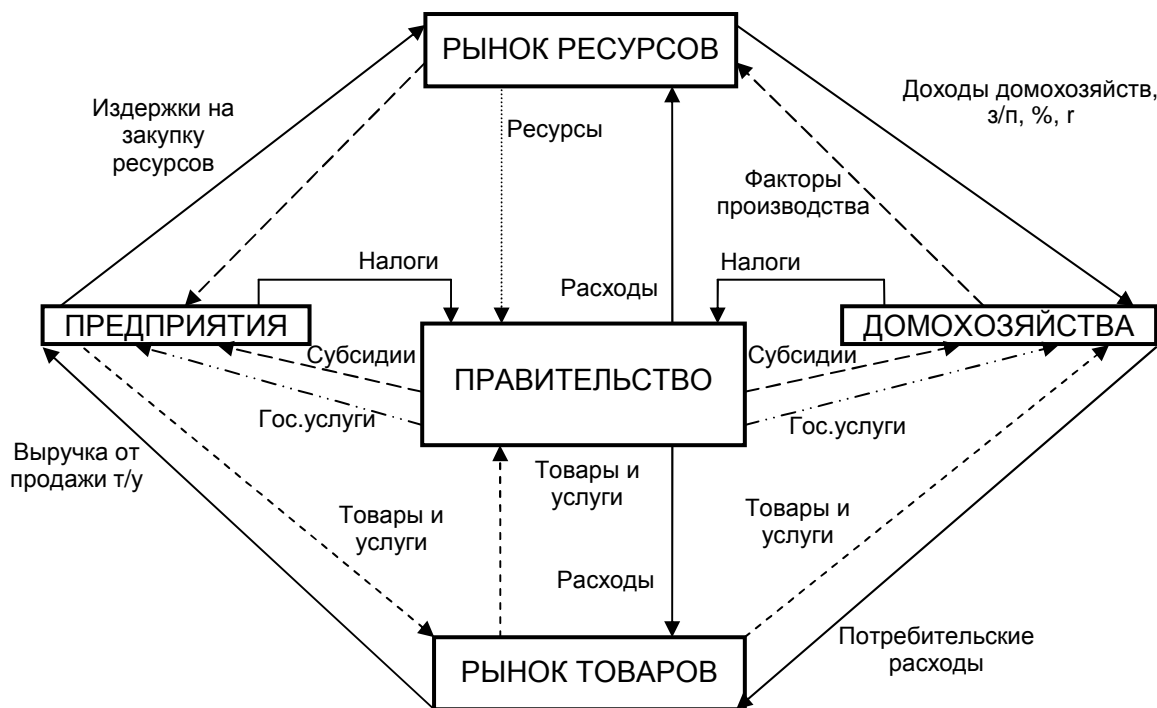 РЫНОК РЕСУРСОВ
Издержки на
закупку
ресурсов
Ресурсы
Доходы домохозяйств,
з/п, %, r
Факторы
производства
Налоги
Налоги
Расходы
ПРЕДПРИЯТИЯ
ДОМОХОЗЯЙСТВА
Субсидии
ПРАВИТЕЛЬСТВО
Субсидии
Гос.услуги
Гос.услуги
Выручка от
продажи т/у
Товары и
услуги
Товары и
услуги
Товары и
услуги
Расходы
Потребительские
расходы
РЫНОК ТОВАРОВ